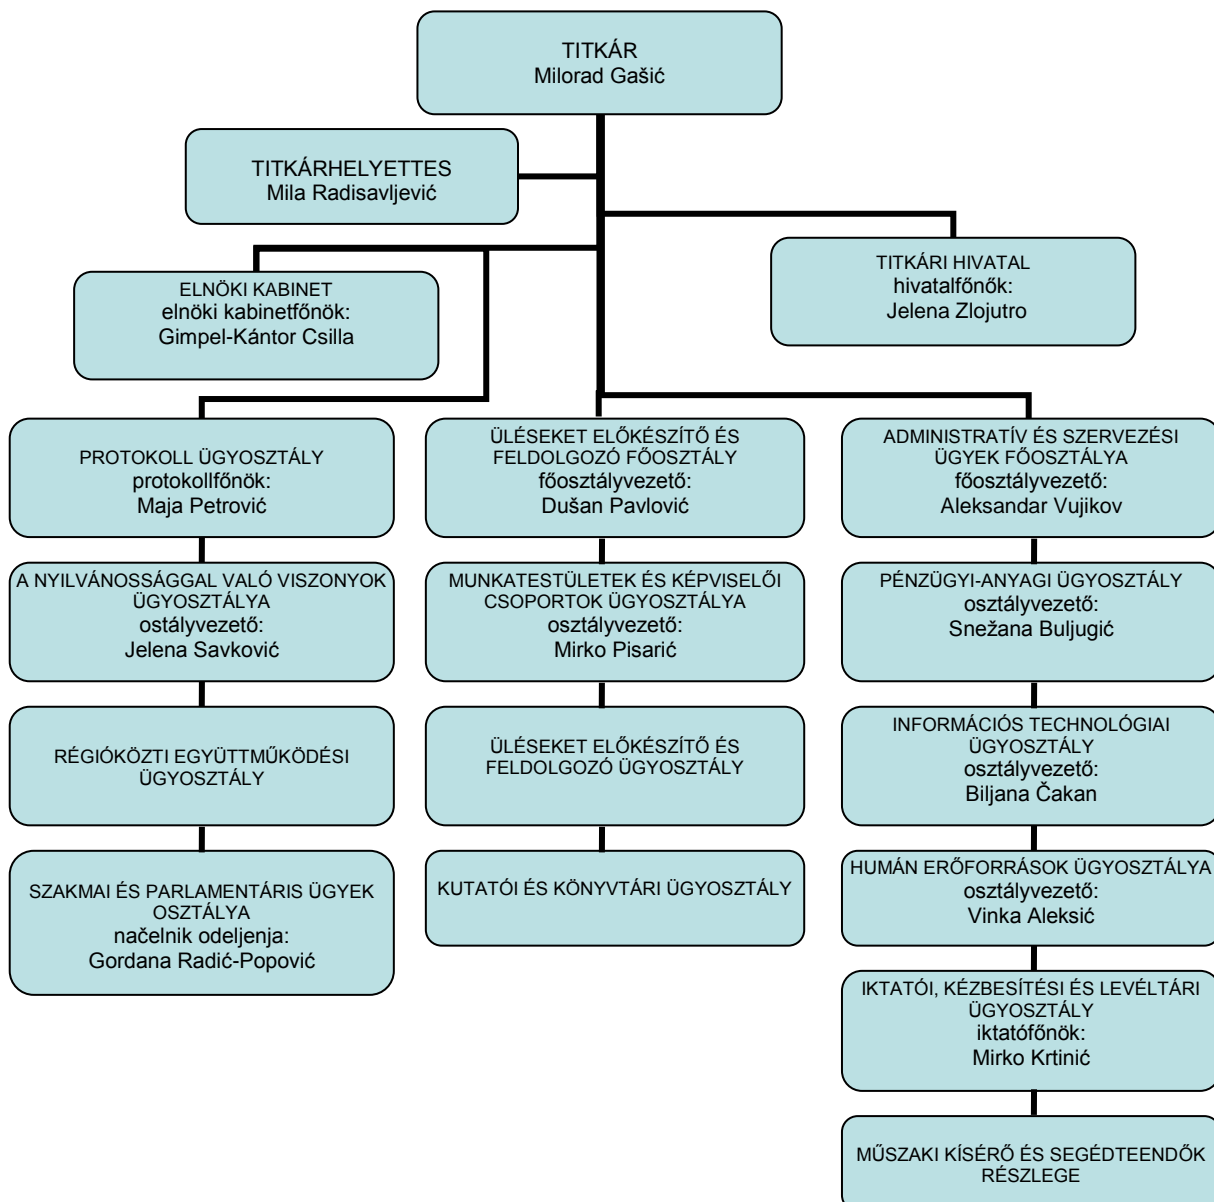 TITKÁR
Milorad Gašić
TITKÁRHELYETTES
Mila Radisavljević
TITKÁRI HIVATAL
hivatalfőnők:
Jelena Zlojutro
ELNÖKI KABINET
elnöki kabinetfőnök:
Gimpel-Kántor Csilla
PROTOKOLL ÜGYOSZTÁLY
protokollfőnök:
Maja Petrović
A NYILVÁNOSSÁGGAL VALÓ VISZONYOK
ÜGYOSZTÁLYA
ostályvezető:
Jelena Savković
RÉGIÓKÖZTI EGYÜTTMŰKÖDÉSI
ÜGYOSZTÁLY
SZAKMAI ÉS PARLAMENTÁRIS ÜGYEK
OSZTÁLYA
načelnik odeljenja:
Gordana Radić-Popović
ÜLÉSEKET ELŐKÉSZÍTŐ ÉS
FELDOLGOZÓ FŐOSZTÁLY
főosztályvezető:
Dušan Pavlović
MUNKATESTÜLETEK ÉS KÉPVISELŐI
CSOPORTOK ÜGYOSZTÁLYA
osztályvezető:
Mirko Pisarić
ÜLÉSEKET ELŐKÉSZÍTŐ ÉS
FELDOLGOZÓ ÜGYOSZTÁLY
KUTATÓI ÉS KÖNYVTÁRI ÜGYOSZTÁLY
ADMINISTRATÍV ÉS SZERVEZÉSI
ÜGYEK FŐOSZTÁLYA
főosztályvezető:
Aleksandar Vujikov
PÉNZÜGYI-ANYAGI ÜGYOSZTÁLY
osztályvezető:
Snežana Buljugić
INFORMÁCIÓS TECHNOLÓGIAI
ÜGYOSZTÁLY
osztályvezető:
Biljana Čakan
HUMÁN ERŐFORRÁSOK ÜGYOSZTÁLYA
osztályvezető:
Vinka Aleksić
IKTATÓI, KÉZBESÍTÉSI ÉS LEVÉLTÁRI
ÜGYOSZTÁLY
iktatófőnök:
Mirko Krtinić
MŰSZAKI KÍSÉRŐ ÉS SEGÉDTEENDŐK
RÉSZLEGE